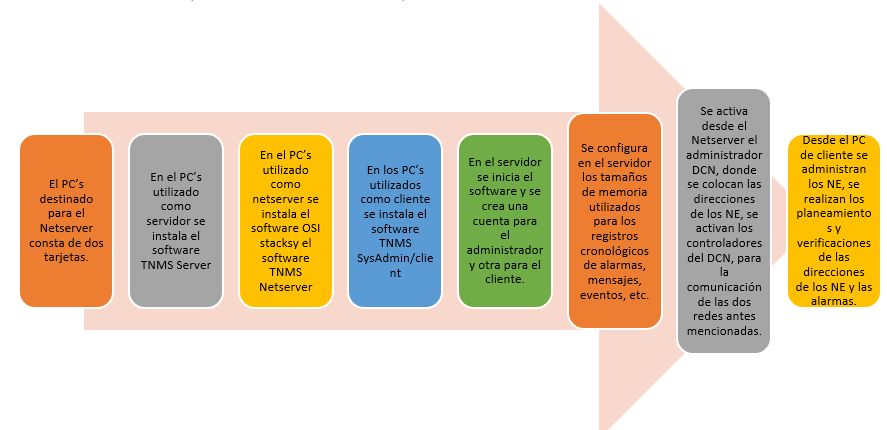 El PC’s
destinado
para el
Netserver
consta de dos
tarjetas.
En el PC’s
utilizado
como
servidor se
instala el
software
TNMS Server
En el PC’s
utilizado
como
netserver se
instala el
software OSI
stacksy el
software
TNMS
Netserver
En los PC’s
utilizados
como cliente
se instala el
software
TNMS
SysAdmin/clie
nt
En el servidor
se inicia el
software y se
crea una
cuenta para
el
administrador
y otra para el
cliente.
Se configura
en el servidor
los tamaños
de memoria
utilizados
para los
registros
cronológicos
de alarmas,
mensajes,
eventos, etc.
Se activa
desde el
Netserver el
administrador
DCN, donde
se colocan las
direcciones
de los NE, se
activan los
controladores
del DCN, para
la
comunicación
de las dos
redes antes
mencionadas.
Desde el PC
de cliente se
administran
los NE, se
realizan los
planeamiento
s y
verificaciones
de las
direcciones
de los NE y las
alarmas.